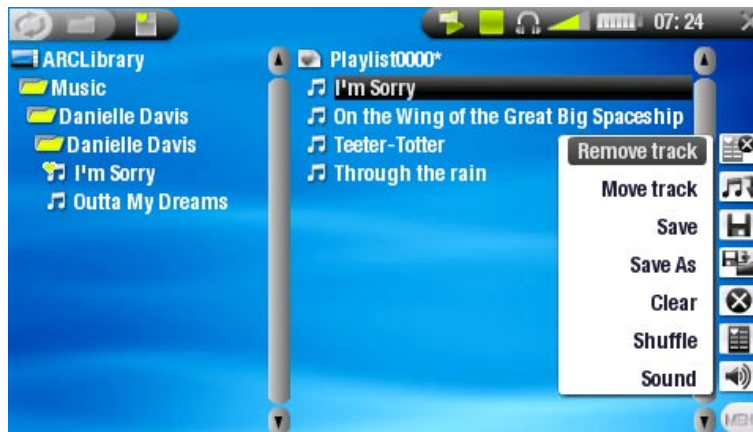 07:24
ARCLibrary
Music
Danielle Davis
Danielle Davis
I'm Sorry
Outta My Dreams
Playlist0000*
I'm Sorry
On the Wing of the Great Big Spaceship
Teeter-Totter
Through the rain
Remove track
Move track
Save
Save As
Clear
Shuffle
Sound